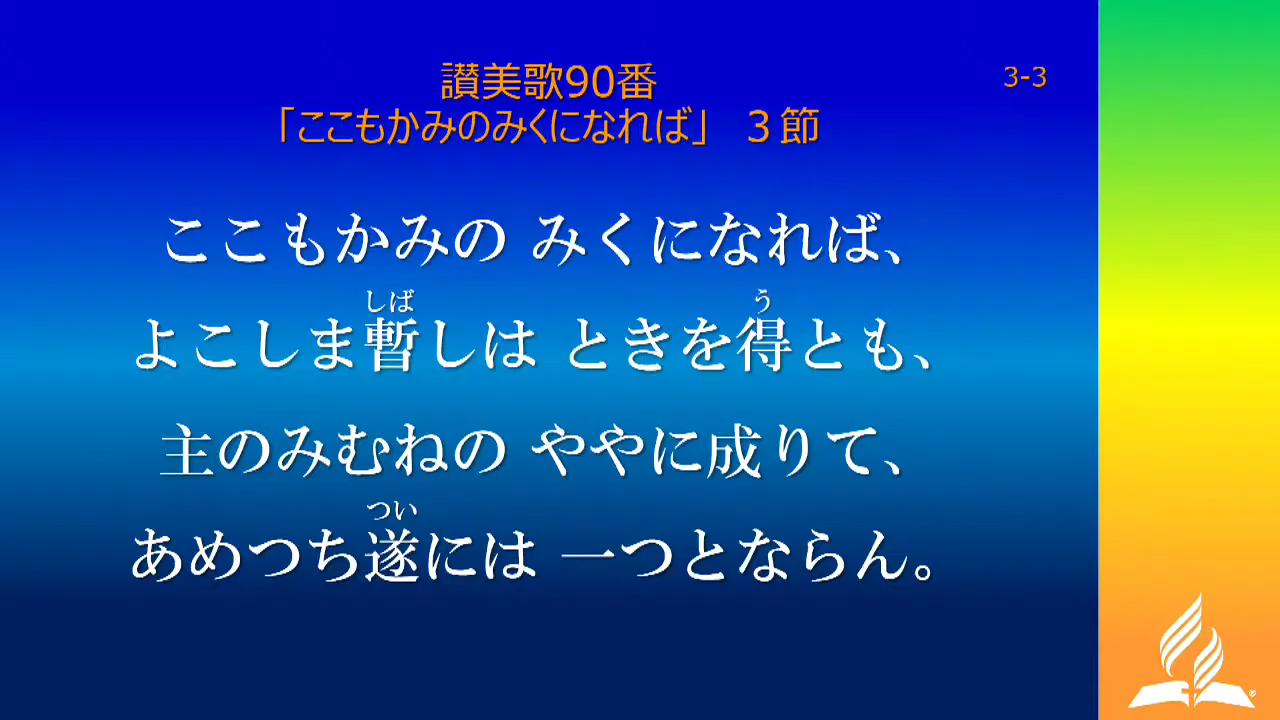 讃美歌90番
3-3
「ここもかみのみくになれば」 ３節
ここもかみの みくになれば、
しば う
よこしま暫しは ときを得とも、
主のみむねの ややに成りて、
つい
あめつち遂には 一つとならん。
®